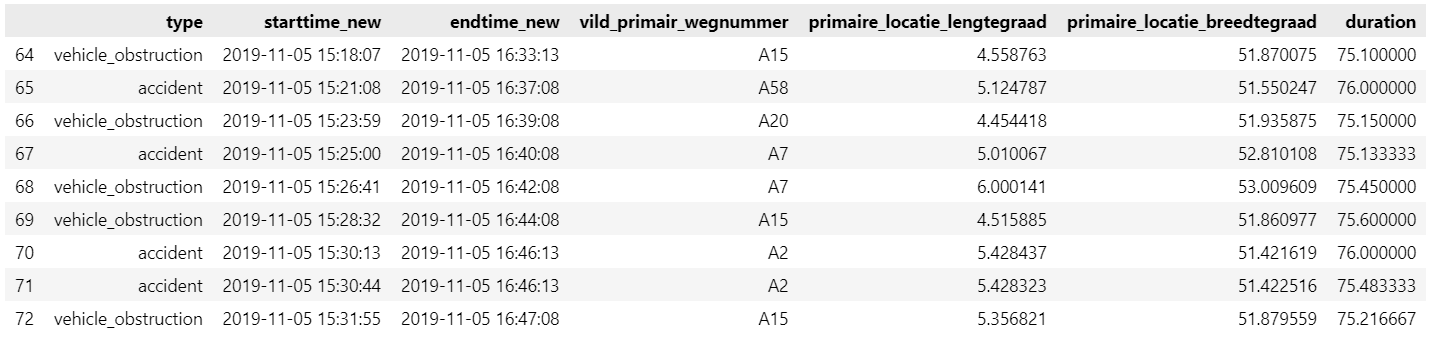 type starttime_new endtime_new vild_primair_wegnummer primaire_locatie_lengtegraad primaire_locatie_breedtegraad duration
64 vehicle_obstruction 2019-11-05 15:18:07 2019-11-05 16:33:13 A15 4.558763 51.870075 75.100000
65 accident 2019-11-05 15:21:08 2019-11-05 16:37:08 A58 5.124787 51.550247 76.000000
66 vehicle_obstruction 2019-11-05 15:23:59 2019-11-05 16:39:08 A20 4.454418 51.935875 75.150000
67 accident 2019-11-05 15:25:00 2019-11-05 16:40:08 A7 5.010067 52.810108 75.133333
68 vehicle_obstruction 2019-11-05 15:26:41 2019-11-05 16:42:08 A7 6.000141 53.009609 75.450000
69 vehicle_obstruction 2019-11-05 15:28:32 2019-11-05 16:44:08 A15 4.515885 51.860977 75.600000
70 accident 2019-11-05 15:30:13 2019-11-05 16:46:13 A2 5.428437 51.421619 76.000000
71 accident 2019-11-05 15:30:44 2019-11-05 16:46:13 A2 5.428323 51.422516 75.483333
72 vehicle_obstruction 2019-11-05 15:31:55 2019-11-05 16:47:08 A15 5.356821 51.879559 75.216667